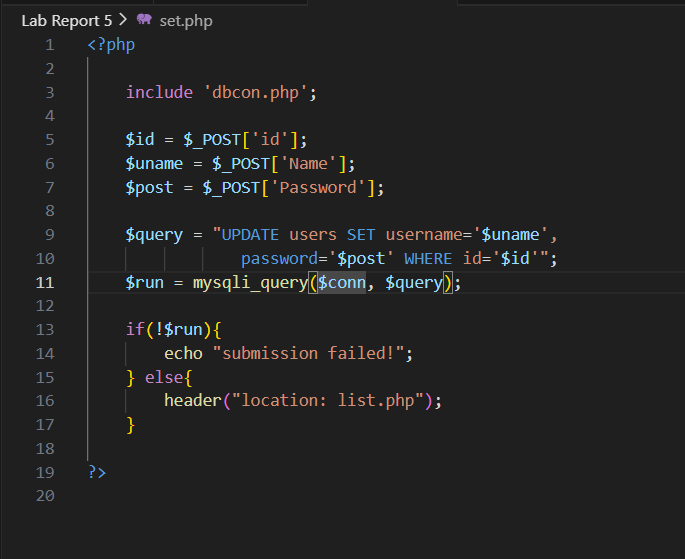 Lab Report 5 > set.php
1 <?php
2
3 include 'dbcon.php';
4
5 $id = $_POST['id'];
6 $uname = $_POST['Name'];
7 $post = $_POST['Password'];
8
9 $query = "UPDATE users SET username='$uname',
10 password='$post' WHERE id='$id'";
11 $run = mysqli_query($conn, $query);
12
13 if(!$run){
14 echo "submission failed!";
15 } else{
16 header("location: list.php");
17 }
18
19 ?>
20